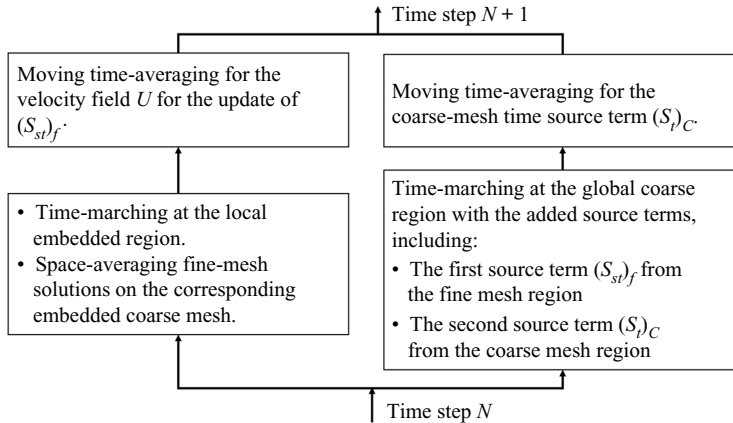 Time step N + 1
Moving time-averaging for the
velocity field U for the update of
(S_st)_f.
Moving time-averaging for the
coarse-mesh time source term (S_t)_C.
• Time-marching at the local
embedded region.
• Space-averaging fine-mesh
solutions on the corresponding
embedded coarse mesh.
Time-marching at the global coarse
region with the added source terms,
including:
• The first source term (S_st)_f from
the fine mesh region
• The second source term (S_t)_C
from the coarse mesh region
Time step N